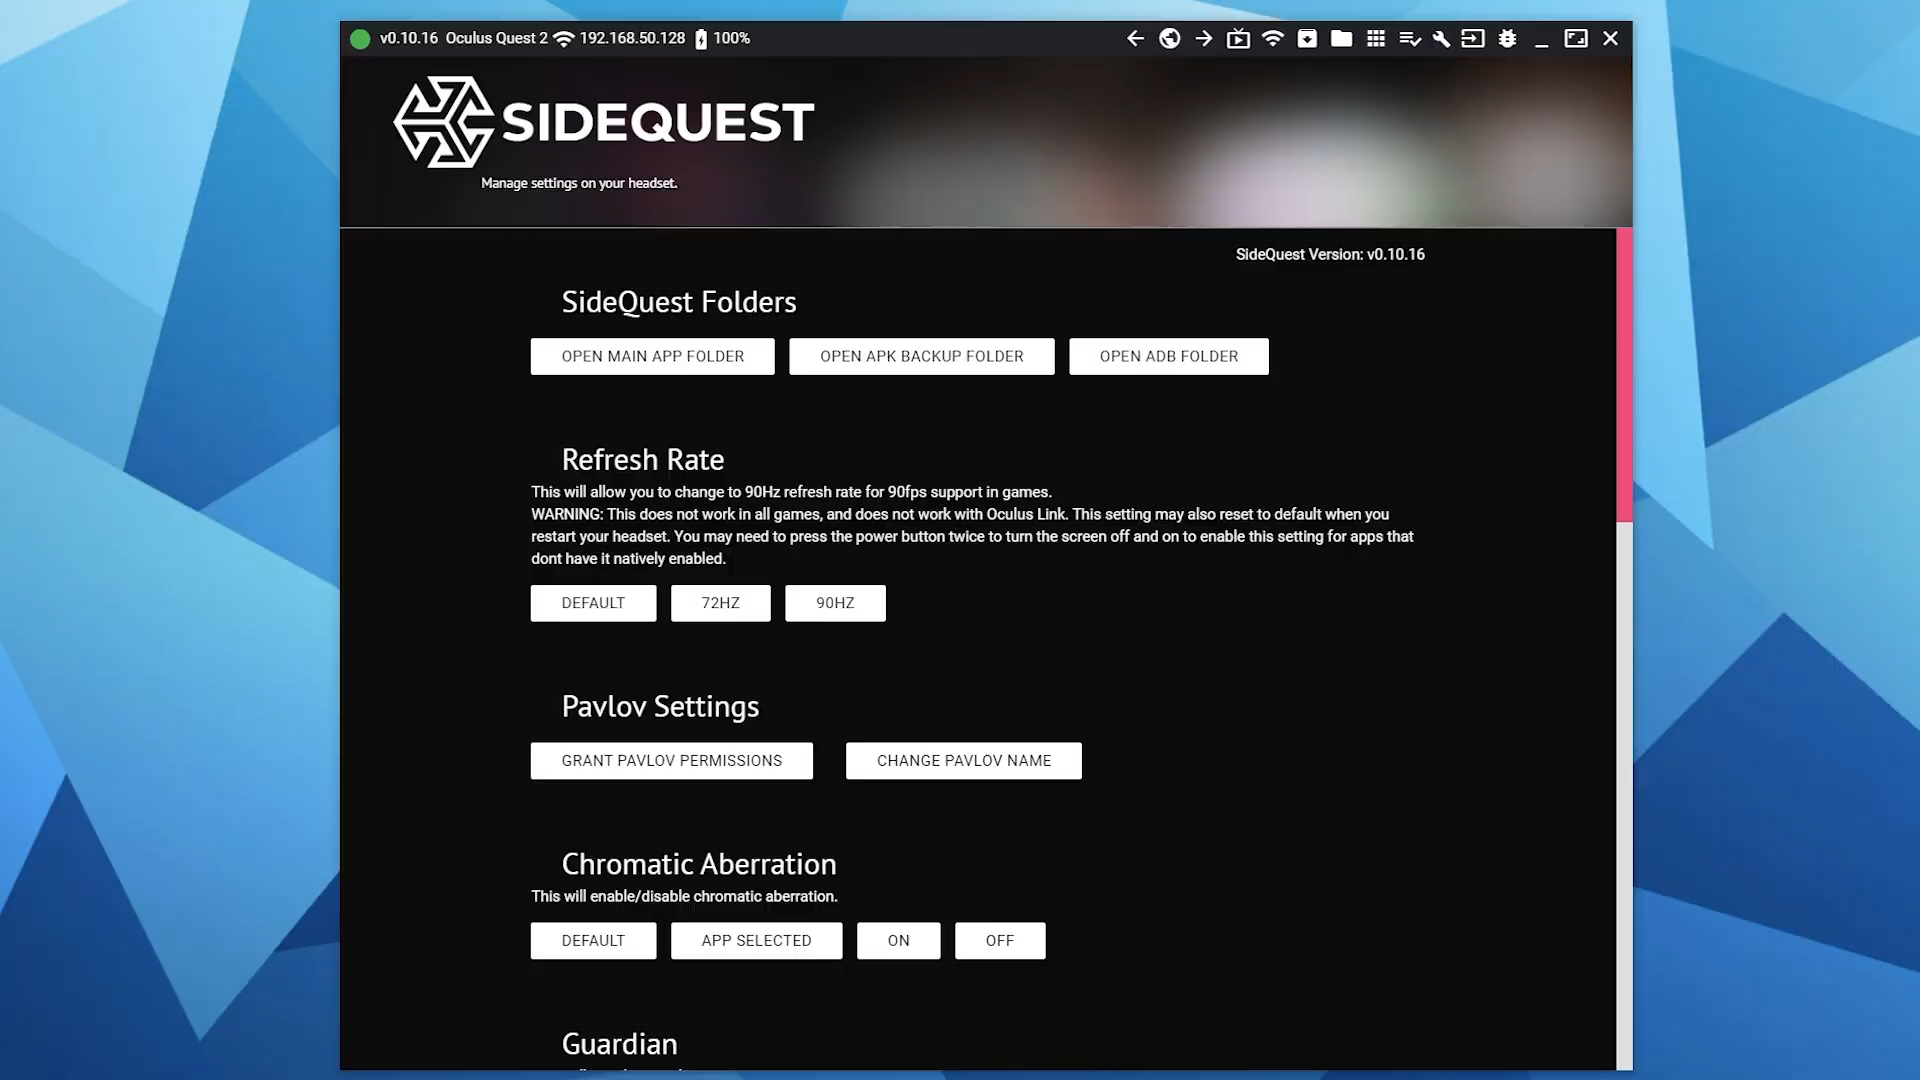 v0.10.16 Oculus Quest 2 192.168.50.128 100%
SIDEQUEST
Manage settings on your headset.
SideQuest Version: v0.10.16
SideQuest Folders
OPEN MAIN APP FOLDER OPEN APK BACKUP FOLDER OPEN ADB FOLDER
Refresh Rate
This will allow you to change to 90Hz refresh rate for 90fps support in games.
WARNING: This does not work in all games, and does not work with Oculus Link. This setting may also reset to default when you
restart your headset. You may need to press the power button twice to turn the screen off and on to enable this setting for apps that
dont have it natively enabled.
DEFAULT 72HZ 90HZ
Pavlov Settings
GRANT PAVLOV PERMISSIONS CHANGE PAVLOV NAME
Chromatic Aberration
This will enable/disable chromatic aberration.
DEFAULT APP SELECTED ON OFF
Guardian